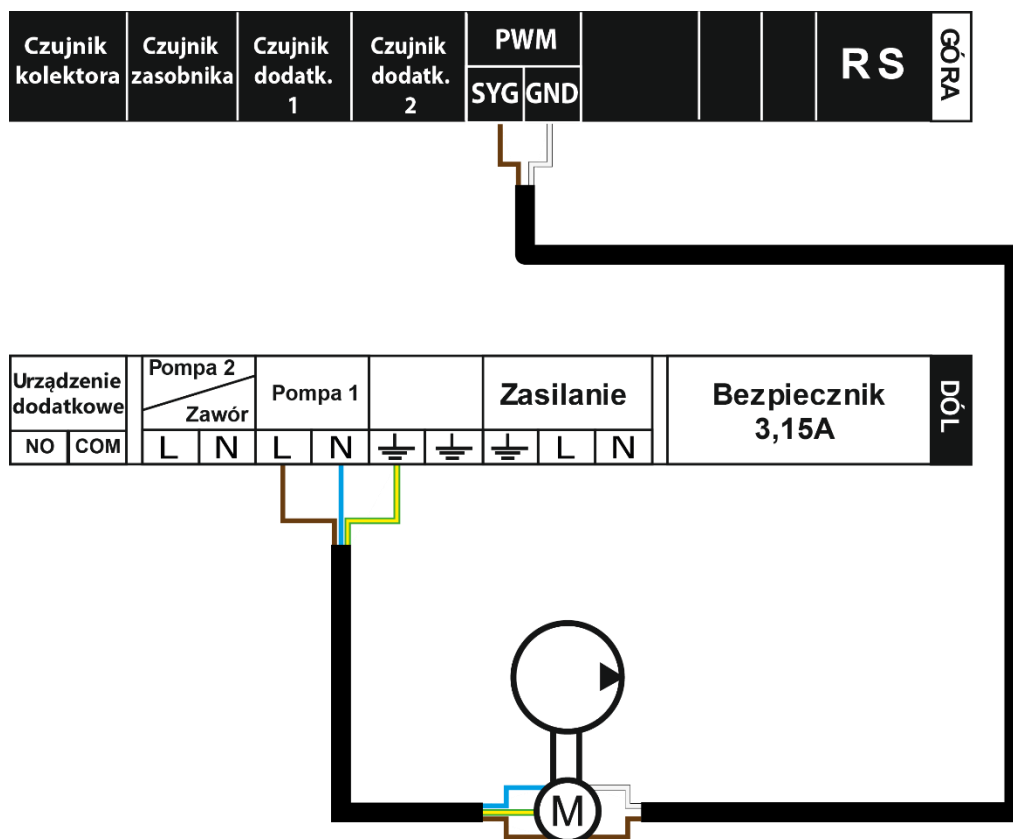 Czujnik
kolektora
Czujnik
zasobnika
Czujnik
dodatk.
1
Czujnik
dodatk.
2
PWM
SYG GND
RS
GÓRA
Urządzenie
dodatkowe
NO COM
Pompa 2
Zawór
L N
Pompa 1
L N
Zasilanie
L N
Bezpiecznik
3,15A
DÓL
M